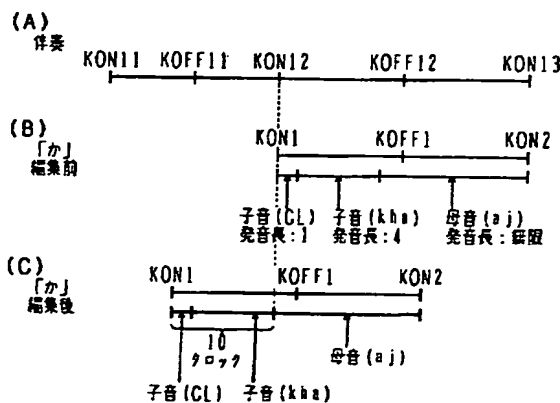 (A)
伴奏
KON11 KOFF11 KON12 KOFF12 KON13
(B)
「か」
編集前
KON1 KOFF1 KON2
子音(CL) 子音(kha) 母音(aj)
発音長:1 発音長:4 発音長:無限
(C)
「か」
編集後
KON1 KOFF1 KON2
10
クロック
母音(aj)
子音(CL) 子音(kha)